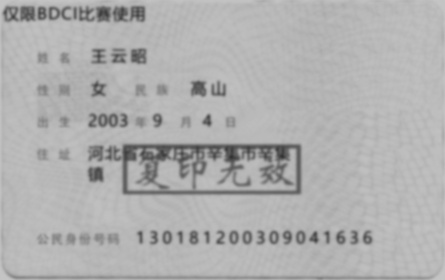 仅限BDCI比赛使用
姓名 王云昭
性别 女 民族 高山
出生 2003 年 9 月 4 日
住址 河北省石家庄市辛集市辛集
镇
复印无效
公民身份号码 130181200309041636